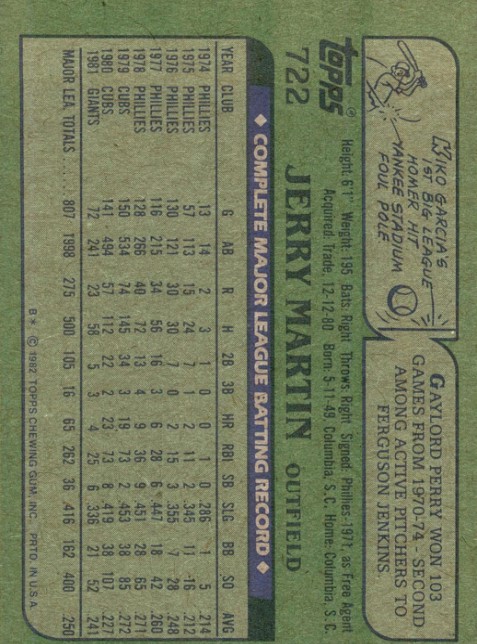 KIKO GARCIA'S
1ST BIG LEAGUE
HOMER HIT
YANKEE STADIUM
FOUL POLE
GAYLORD PERRY WON 103
GAMES FROM 1970-74 - SECOND
AMONG ACTIVE PITCHERS TO
FERGUSON JENKINS.
topps®
722
Height: 6'1" Weight: 195 Bats: Right Throws: Right Signed: Phillies-1971, as Free Agent
Acquired: Trade, 12-12-80 Born: 5-11-49, Columbia, S.C. Home: Columbia, S.C.
JERRY MARTIN OUTFIELD
◆ COMPLETE MAJOR LEAGUE BATTING RECORD ◆
YEAR CLUB G AB R H 2B 3B HR RBI SB SLG BB SO AVG
1974 PHILLIES 13 14 2 3 1 0 0 1 0 .286 1 5 .214
1975 PHILLIES 57 113 15 24 7 1 2 11 2 .345 11 16 .212
1976 PHILLIES 130 121 30 30 7 0 2 15 3 .355 7 28 .248
1977 PHILLIES 116 215 34 56 16 3 6 28 6 .447 18 42 .260
1978 PHILLIES 128 266 40 72 13 4 9 36 9 .451 28 65 .271
1979 CUBS 150 534 74 145 34 3 19 73 2 .453 38 85 .272
1980 CUBS 141 494 57 112 22 2 23 73 8 .419 38 107 .227
1981 GIANTS 72 241 23 58 5 3 4 25 6 .336 21 52 .241
MAJOR LEA. TOTALS ..... 807 1998 275 500 105 16 65 262 36 .416 162 400 .250
B* © 1982 TOPPS CHEWING GUM, INC. PRTD. IN U.S.A.